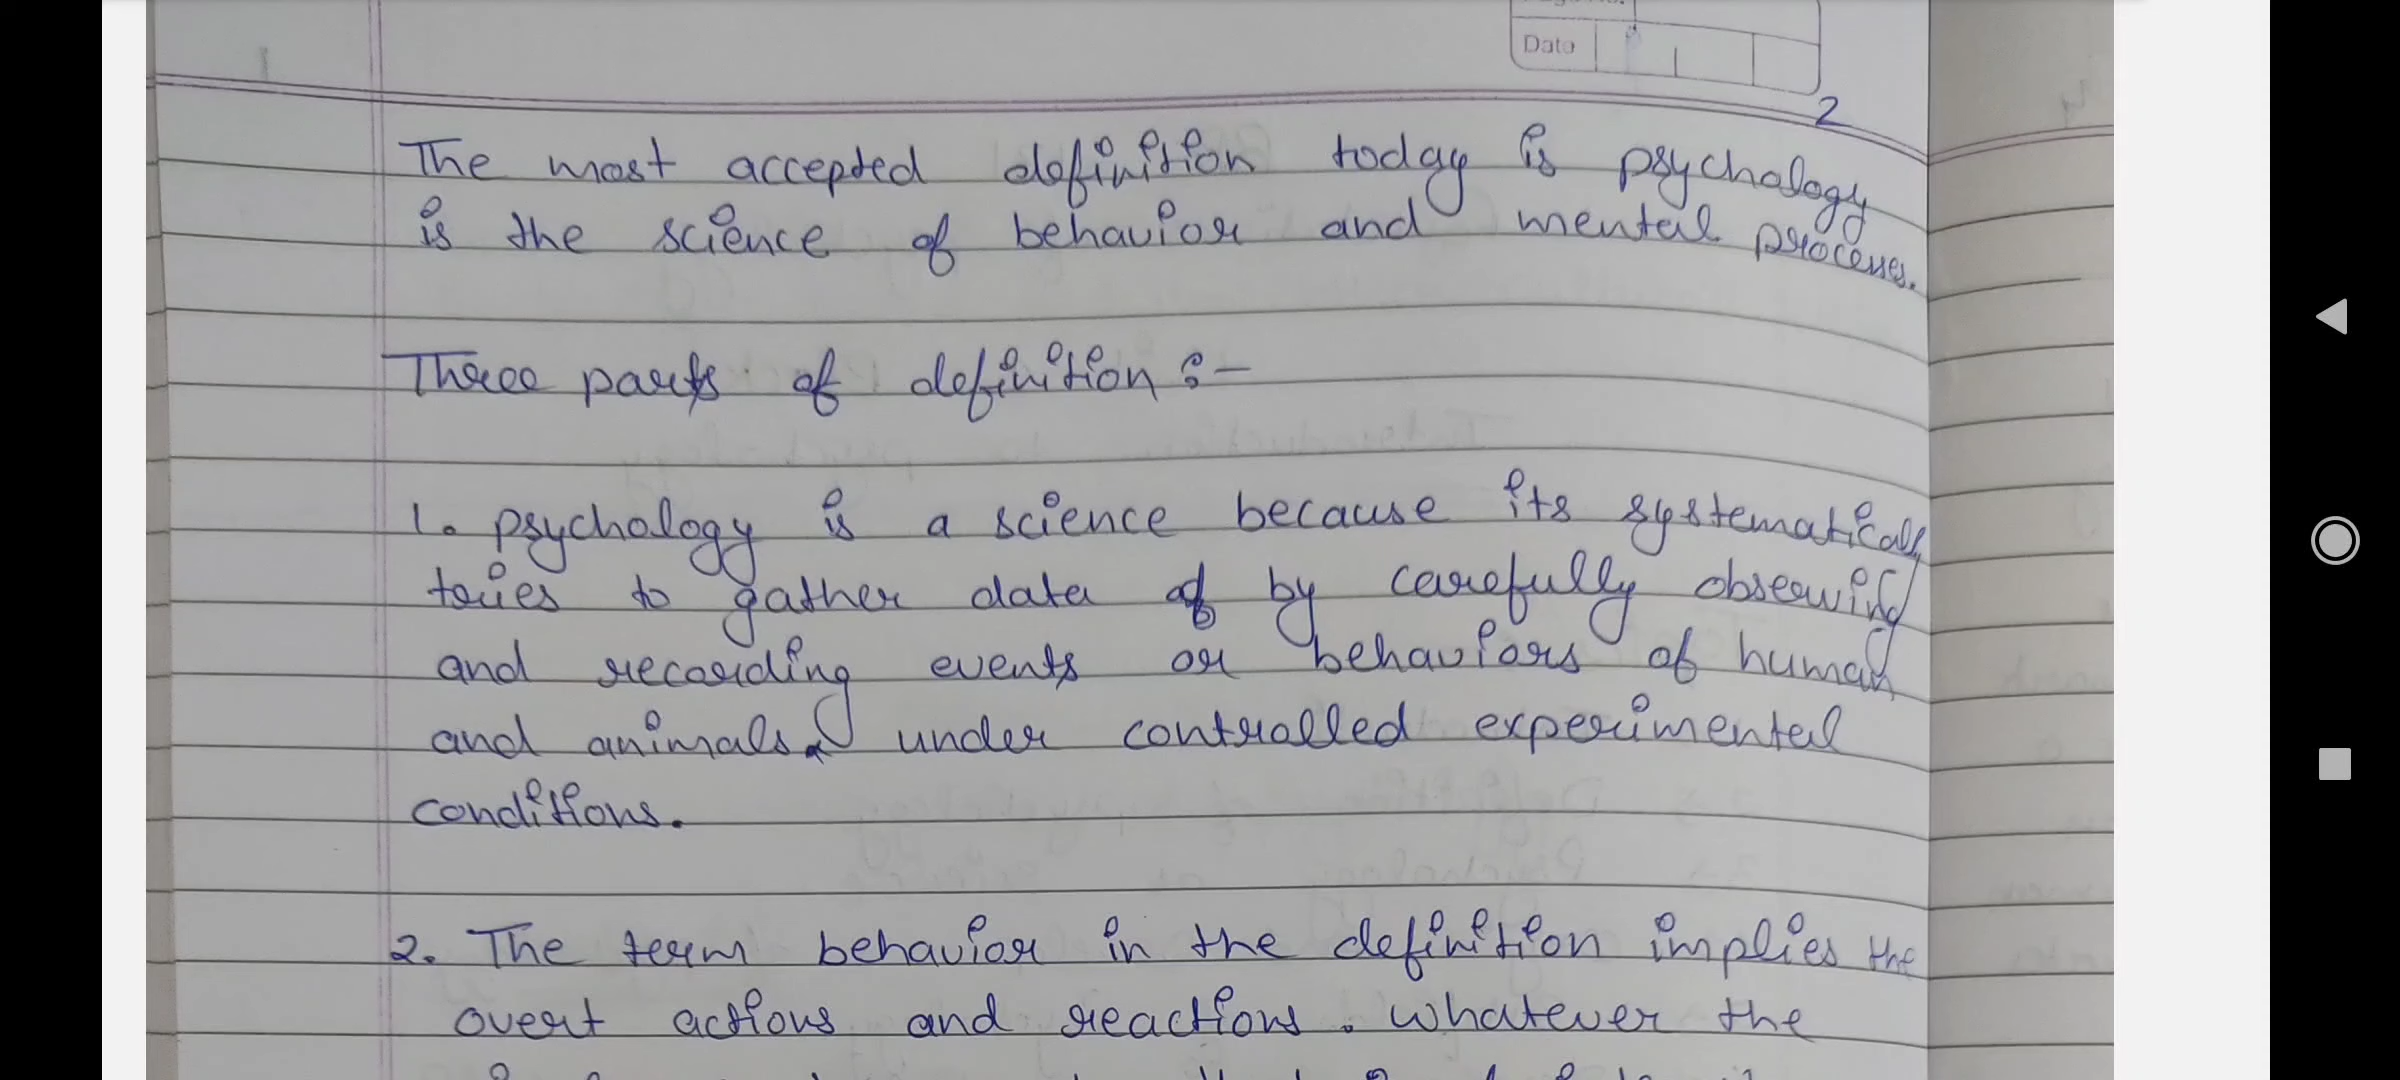 Date
2
The most accepted definition today is psychology
is the science of behavior and mental processes.
Three parts of definition :-
1. psychology is a science because its systematically
tries to gather data by carefully observing
and recording events or behaviors of human
and animals under controlled experimental
conditions.
2. The term behavior in the definition implies the
overt actions and reactions. whatever the